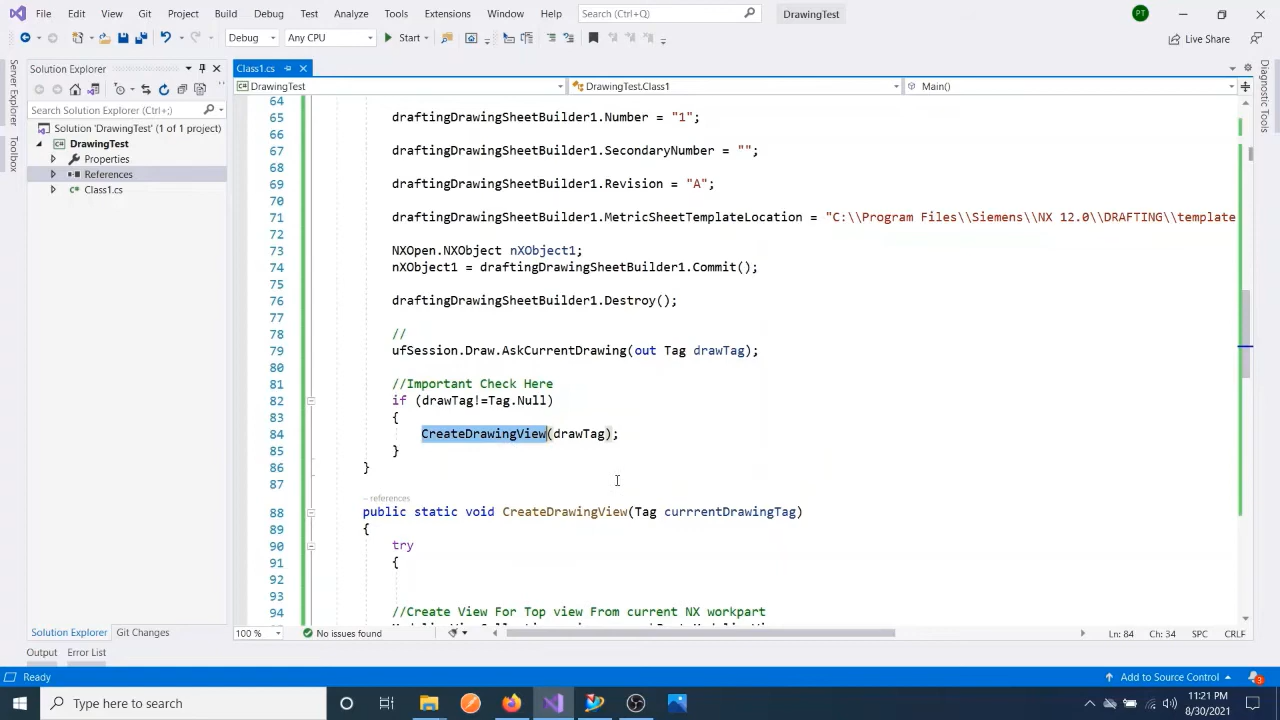 File Edit View Git Project Build Debug Test Analyze Tools Extensions Window Help Search (Ctrl+Q) DrawingTest PT
Debug Any CPU Start Live Share
Server Explorer
Toolbox
Solution Explorer
Search Solution Explorer (Ctrl+;)
Solution 'DrawingTest' (1 of 1 project)
DrawingTest
Properties
References
Class1.cs
Solution Explorer Git Changes
Class1.cs
DrawingTest DrawingTest.Class1 Main()
64
65 draftingDrawingSheetBuilder1.Number = "1";
66
67 draftingDrawingSheetBuilder1.SecondaryNumber = "";
68
69 draftingDrawingSheetBuilder1.Revision = "A";
70
71 draftingDrawingSheetBuilder1.MetricSheetTemplateLocation = "C:\\Program Files\\Siemens\\NX 12.0\\DRAFTING\\template
72
73 NXOpen.NXObject nXObject1;
74 nXObject1 = draftingDrawingSheetBuilder1.Commit();
75
76 draftingDrawingSheetBuilder1.Destroy();
77
78 //
79 ufSession.Draw.AskCurrentDrawing(out Tag drawTag);
80
81 //Important Check Here
82 if (drawTag!=Tag.Null)
83 {
84 CreateDrawingView(drawTag);
85 }
86 }
87
– references
88 public static void CreateDrawingView(Tag currrentDrawingTag)
89 {
90 try
91 {
92
93
94 //Create View For Top view From current NX workpart
Diagnostic Tools
100 % No issues found Ln: 84 Ch: 34 SPC CRLF
Output Error List
Ready Add to Source Control 3
Type here to search 11:21 PM
8/30/2021